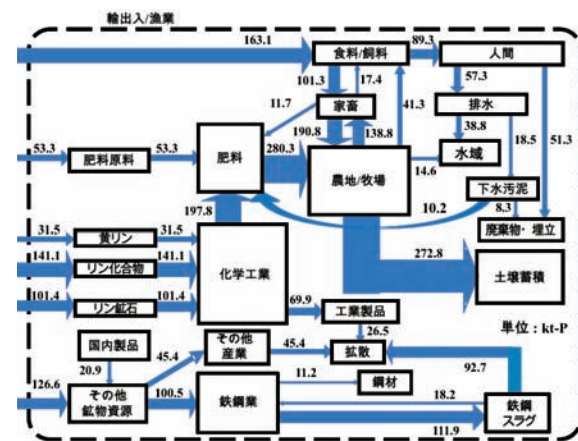 輸出入/漁業
163.1
食料/飼料
89.3
人間
101.3
17.4
57.3
11.7
家畜
41.3
排水
53.3
肥料原料
53.3
肥料
280.3
190.8
138.8
38.8
18.5
51.3
農地/牧場
14.6
水域
下水汚泥
197.8
10.2
8.3
廃棄物・埋立
31.5
黄リン
31.5
141.1
リン化合物
141.1
化学工業
272.8
土壌蓄積
101.4
リン鉱石
101.4
69.9
工業製品
国内製品
45.4
その他
産業
45.4
26.5
拡散
単位：kt-P
20.9
92.7
126.6
その他
鉱物資源
100.5
鉄鋼業
11.2
鋼材
18.2
鉄鋼
スラグ
111.9